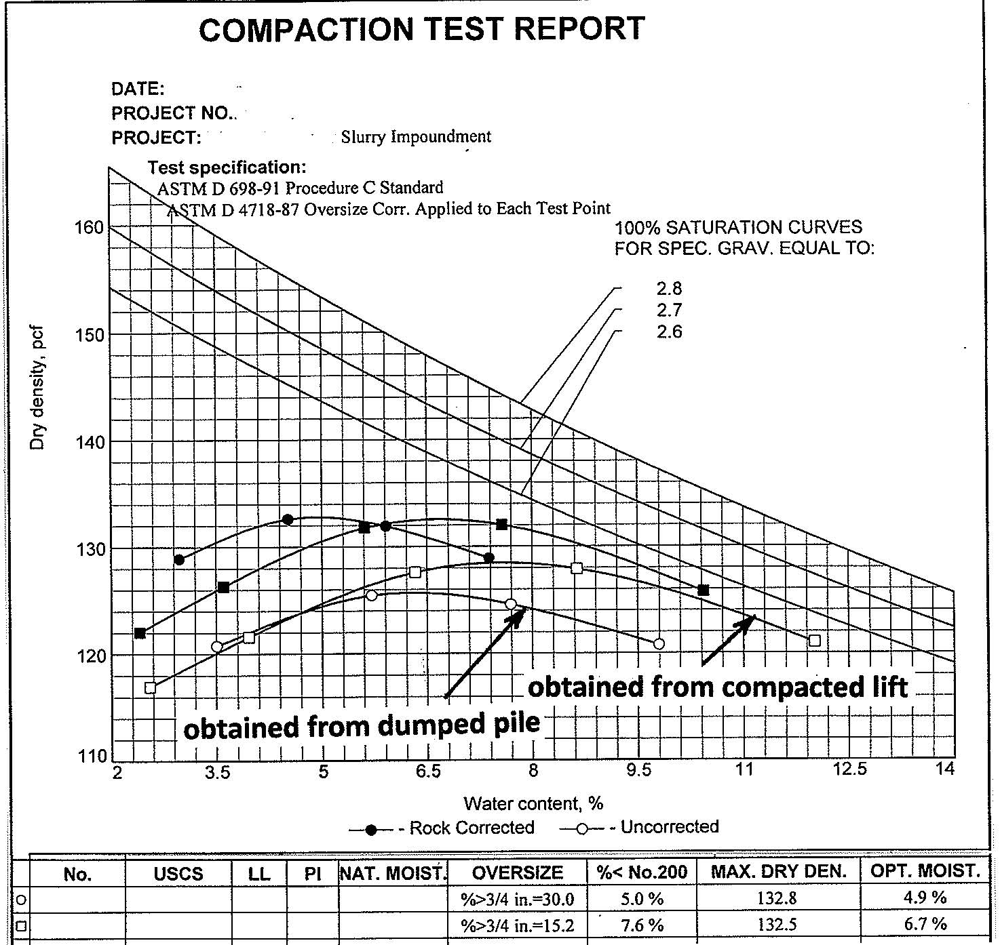 COMPACTION TEST REPORT
DATE:
PROJECT NO..
PROJECT:
Slurry Impoundment
Test specification:
ASTM D 698-91 Procedure C Standard
ASTM D 4718-87 Oversize Corr. Applied to Each Test Point
100% SATURATION CURVES
FOR SPEC. GRAV. EQUAL TO:
2.8
2.7
2.6
Dry density, pcf
160
150
140
130
120
110
obtained from compacted lift
obtained from dumped pile
2 3.5 5 6.5 8 9.5 11 12.5 14
Water content, %
- Rock Corrected - Uncorrected
No. USCS LL PI NAT. MOIST. OVERSIZE %< No.200 MAX. DRY DEN. OPT. MOIST.
%>3/4 in.=30.0 5.0 % 132.8 4.9 %
%>3/4 in.=15.2 7.6 % 132.5 6.7 %